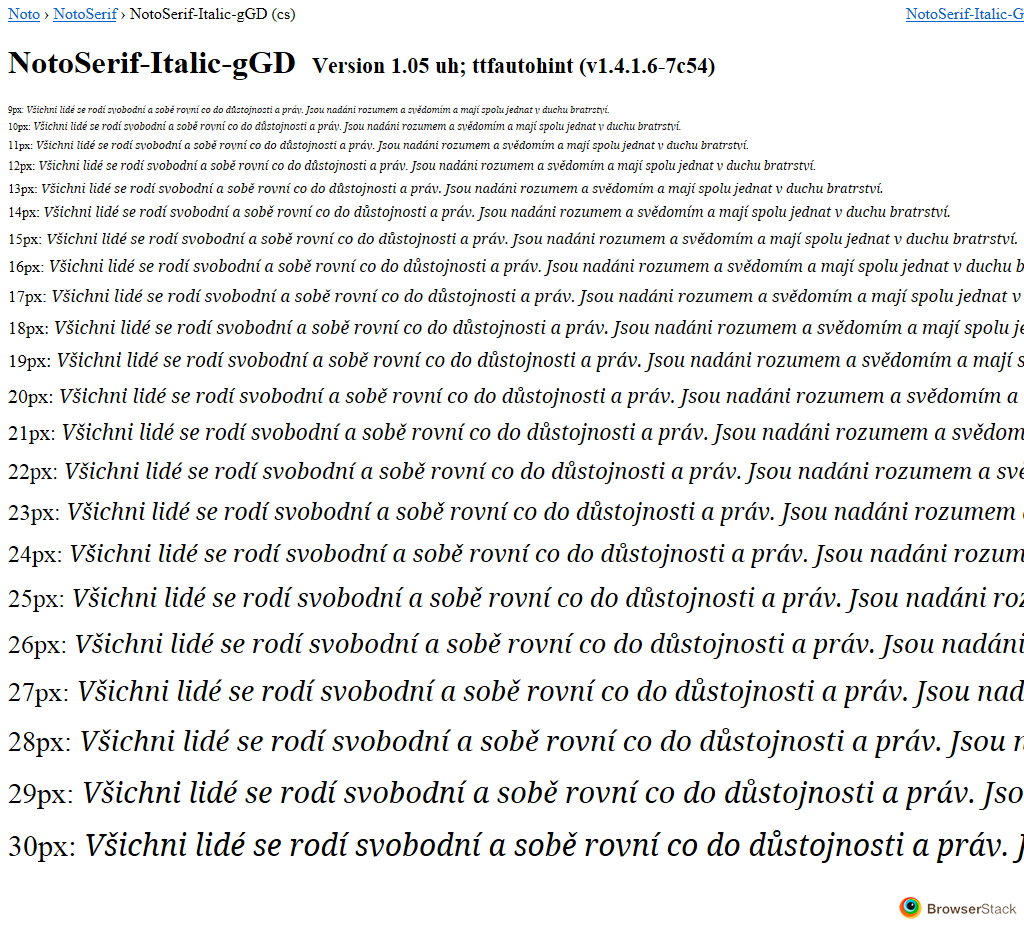 Noto › NotoSerif › NotoSerif-Italic-gGD (cs) NotoSerif-Italic-G
NotoSerif-Italic-gGD Version 1.05 uh; ttfautohint (v1.4.1.6-7c54)
9px: Všichni lidé se rodí svobodní a sobě rovní co do důstojnosti a práv. Jsou nadáni rozumem a svědomím a mají spolu jednat v duchu bratrství.
10px: Všichni lidé se rodí svobodní a sobě rovní co do důstojnosti a práv. Jsou nadáni rozumem a svědomím a mají spolu jednat v duchu bratrství.
11px: Všichni lidé se rodí svobodní a sobě rovní co do důstojnosti a práv. Jsou nadáni rozumem a svědomím a mají spolu jednat v duchu bratrství.
12px: Všichni lidé se rodí svobodní a sobě rovní co do důstojnosti a práv. Jsou nadáni rozumem a svědomím a mají spolu jednat v duchu bratrství.
13px: Všichni lidé se rodí svobodní a sobě rovní co do důstojnosti a práv. Jsou nadáni rozumem a svědomím a mají spolu jednat v duchu bratrství.
14px: Všichni lidé se rodí svobodní a sobě rovní co do důstojnosti a práv. Jsou nadáni rozumem a svědomím a mají spolu jednat v duchu bratrství.
15px: Všichni lidé se rodí svobodní a sobě rovní co do důstojnosti a práv. Jsou nadáni rozumem a svědomím a mají spolu jednat v duchu bratrství.
16px: Všichni lidé se rodí svobodní a sobě rovní co do důstojnosti a práv. Jsou nadáni rozumem a svědomím a mají spolu jednat v duchu b
17px: Všichni lidé se rodí svobodní a sobě rovní co do důstojnosti a práv. Jsou nadáni rozumem a svědomím a mají spolu jednat v
18px: Všichni lidé se rodí svobodní a sobě rovní co do důstojnosti a práv. Jsou nadáni rozumem a svědomím a mají spolu je
19px: Všichni lidé se rodí svobodní a sobě rovní co do důstojnosti a práv. Jsou nadáni rozumem a svědomím a mají s
20px: Všichni lidé se rodí svobodní a sobě rovní co do důstojnosti a práv. Jsou nadáni rozumem a svědomím a
21px: Všichni lidé se rodí svobodní a sobě rovní co do důstojnosti a práv. Jsou nadáni rozumem a svědom
22px: Všichni lidé se rodí svobodní a sobě rovní co do důstojnosti a práv. Jsou nadáni rozumem a svě
23px: Všichni lidé se rodí svobodní a sobě rovní co do důstojnosti a práv. Jsou nadáni rozumem
24px: Všichni lidé se rodí svobodní a sobě rovní co do důstojnosti a práv. Jsou nadáni rozum
25px: Všichni lidé se rodí svobodní a sobě rovní co do důstojnosti a práv. Jsou nadáni roz
26px: Všichni lidé se rodí svobodní a sobě rovní co do důstojnosti a práv. Jsou nadáni
27px: Všichni lidé se rodí svobodní a sobě rovní co do důstojnosti a práv. Jsou nad
28px: Všichni lidé se rodí svobodní a sobě rovní co do důstojnosti a práv. Jsou n
29px: Všichni lidé se rodí svobodní a sobě rovní co do důstojnosti a práv. Jso
30px: Všichni lidé se rodí svobodní a sobě rovní co do důstojnosti a práv. J
BrowserStack